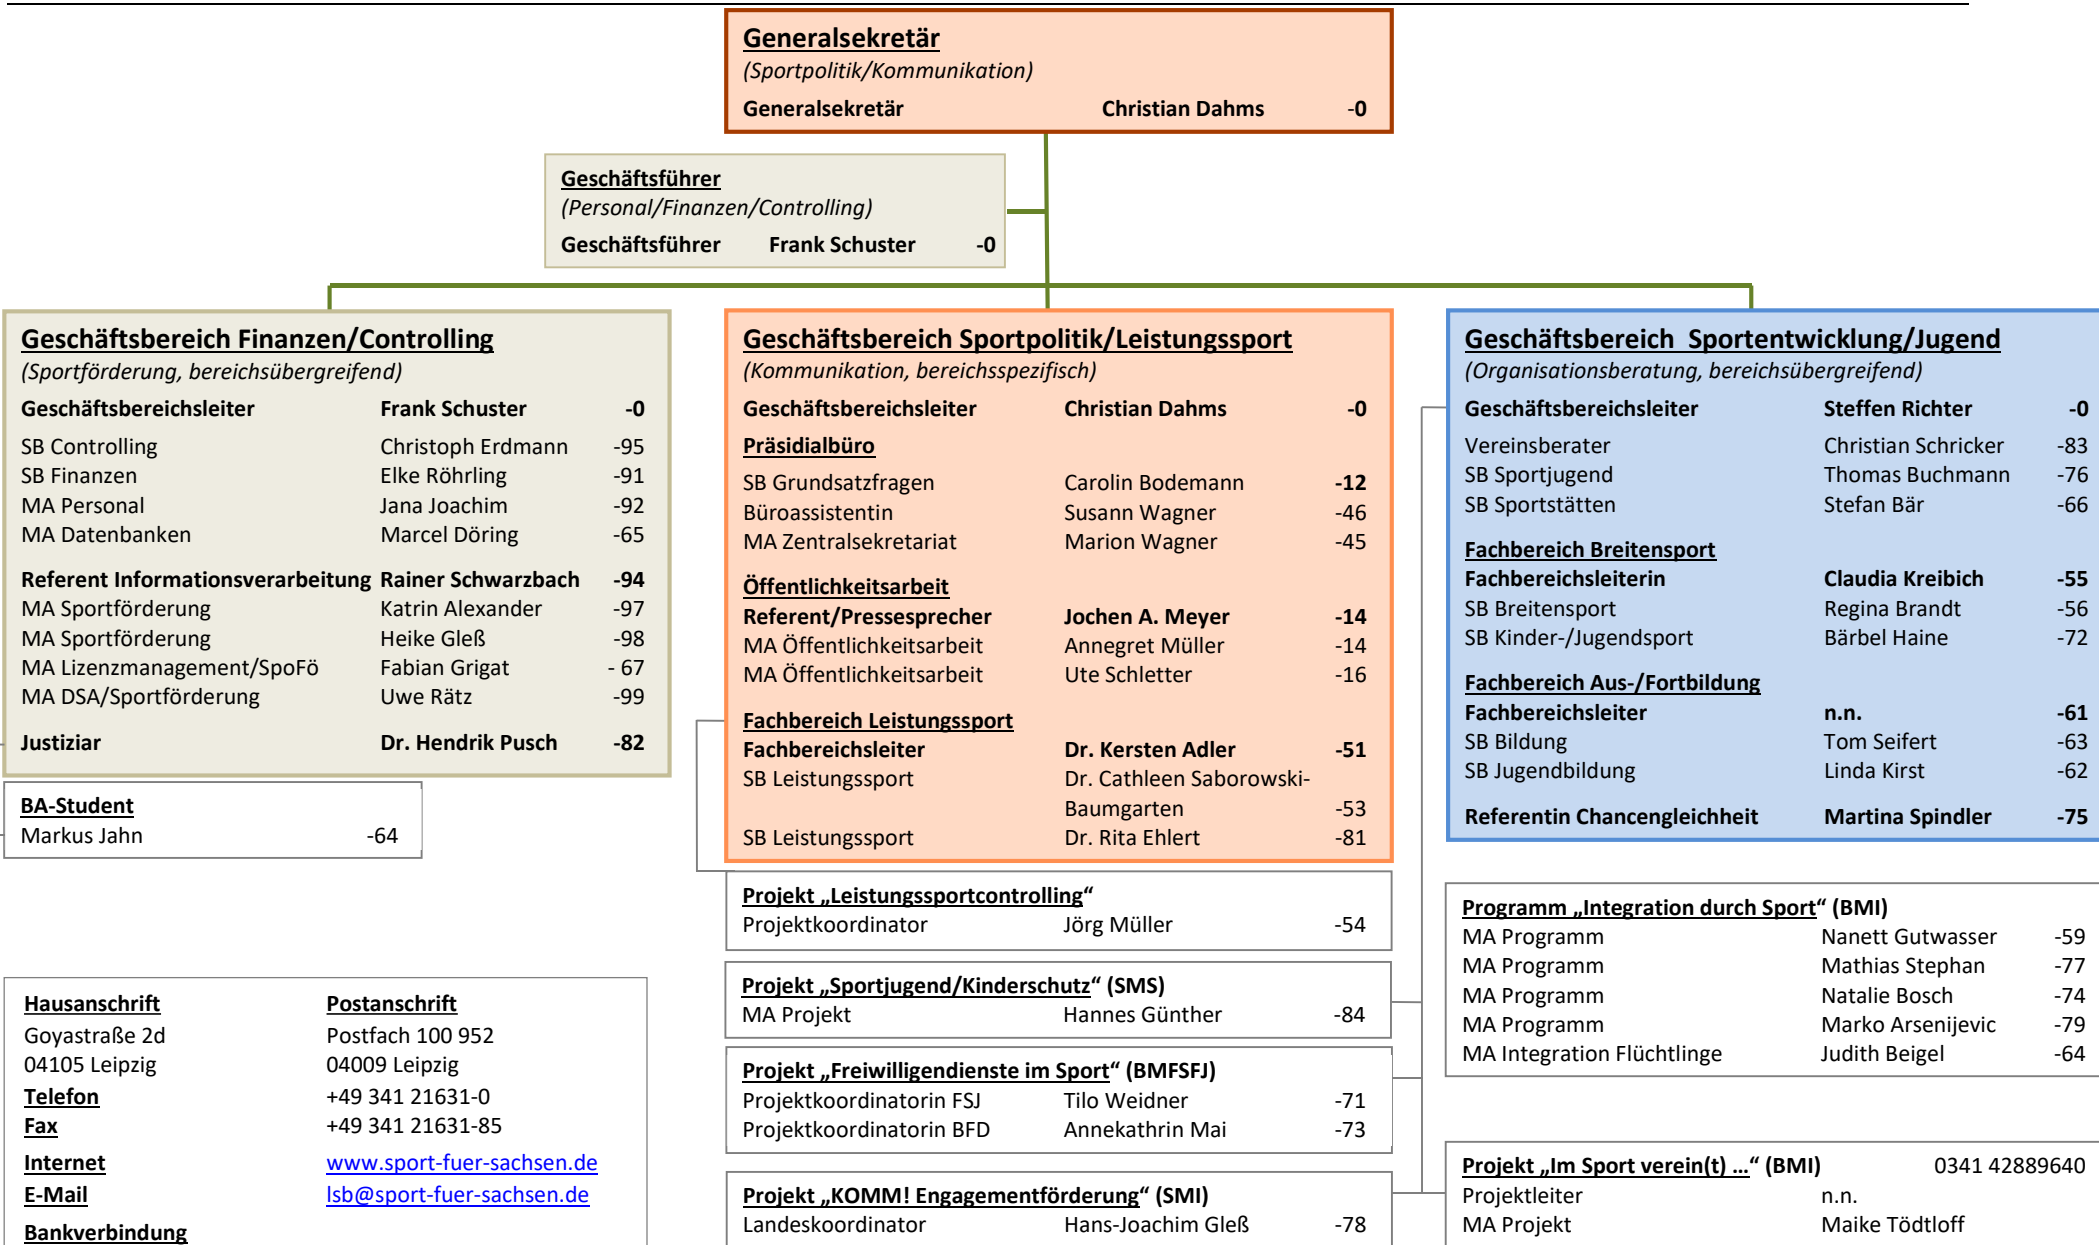 Generalsekretär
(Sportpolitik/Kommunikation)
Generalsekretär Christian Dahms -0
Geschäftsführer
(Personal/Finanzen/Controlling)
Geschäftsführer Frank Schuster -0
Geschäftsbereich Finanzen/Controlling
(Sportförderung, bereichsübergreifend)
Geschäftsbereichsleiter Frank Schuster -0
SB Controlling Christoph Erdmann -95
SB Finanzen Elke Röhrling -91
MA Personal Jana Joachim -92
MA Datenbanken Marcel Döring -65
Referent Informationsverarbeitung Rainer Schwarzbach -94
MA Sportförderung Katrin Alexander -97
MA Sportförderung Heike Gleß -98
MA Lizenzmanagement/SpoFö Fabian Grigat - 67
MA DSA/Sportförderung Uwe Rätz -99
Justiziar Dr. Hendrik Pusch -82
BA-Student
Markus Jahn -64
Hausanschrift Postanschrift
Goyastraße 2d Postfach 100 952
04105 Leipzig 04009 Leipzig
Telefon +49 341 21631-0
Fax +49 341 21631-85
Internet www.sport-fuer-sachsen.de
E-Mail lsb@sport-fuer-sachsen.de
Bankverbindung
Geschäftsbereich Sportpolitik/Leistungssport
(Kommunikation, bereichsspezifisch)
Geschäftsbereichsleiter Christian Dahms -0
Präsidialbüro
SB Grundsatzfragen Carolin Bodemann -12
Büroassistentin Susann Wagner -46
MA Zentralsekretariat Marion Wagner -45
Öffentlichkeitsarbeit
Referent/Pressesprecher Jochen A. Meyer -14
MA Öffentlichkeitsarbeit Annegret Müller -14
MA Öffentlichkeitsarbeit Ute Schletter -16
Fachbereich Leistungssport
Fachbereichsleiter Dr. Kersten Adler -51
SB Leistungssport Dr. Cathleen Saborowski-
Baumgarten -53
SB Leistungssport Dr. Rita Ehlert -81
Projekt „Leistungssportcontrolling“
Projektkoordinator Jörg Müller -54
Projekt „Sportjugend/Kinderschutz“ (SMS)
MA Projekt Hannes Günther -84
Projekt „Freiwilligendienste im Sport“ (BMFSFJ)
Projektkoordinatorin FSJ Tilo Weidner -71
Projektkoordinatorin BFD Annekathrin Mai -73
Projekt „KOMM! Engagementförderung“ (SMI)
Landeskoordinator Hans-Joachim Gleß -78
Geschäftsbereich Sportentwicklung/Jugend
(Organisationsberatung, bereichsübergreifend)
Geschäftsbereichsleiter Steffen Richter -0
Vereinsberater Christian Schricker -83
SB Sportjugend Thomas Buchmann -76
SB Sportstätten Stefan Bär -66
Fachbereich Breitensport
Fachbereichsleiterin Claudia Kreibich -55
SB Breitensport Regina Brandt -56
SB Kinder-/Jugendsport Bärbel Haine -72
Fachbereich Aus-/Fortbildung
Fachbereichsleiter n.n. -61
SB Bildung Tom Seifert -63
SB Jugendbildung Linda Kirst -62
Referentin Chancengleichheit Martina Spindler -75
Programm „Integration durch Sport“ (BMI)
MA Programm Nanett Gutwasser -59
MA Programm Mathias Stephan -77
MA Programm Natalie Bosch -74
MA Programm Marko Arsenijevic -79
MA Integration Flüchtlinge Judith Beigel -64
Projekt „Im Sport verein(t) ...“ (BMI) 0341 42889640
Projektleiter n.n.
MA Projekt Maike Tödtloff